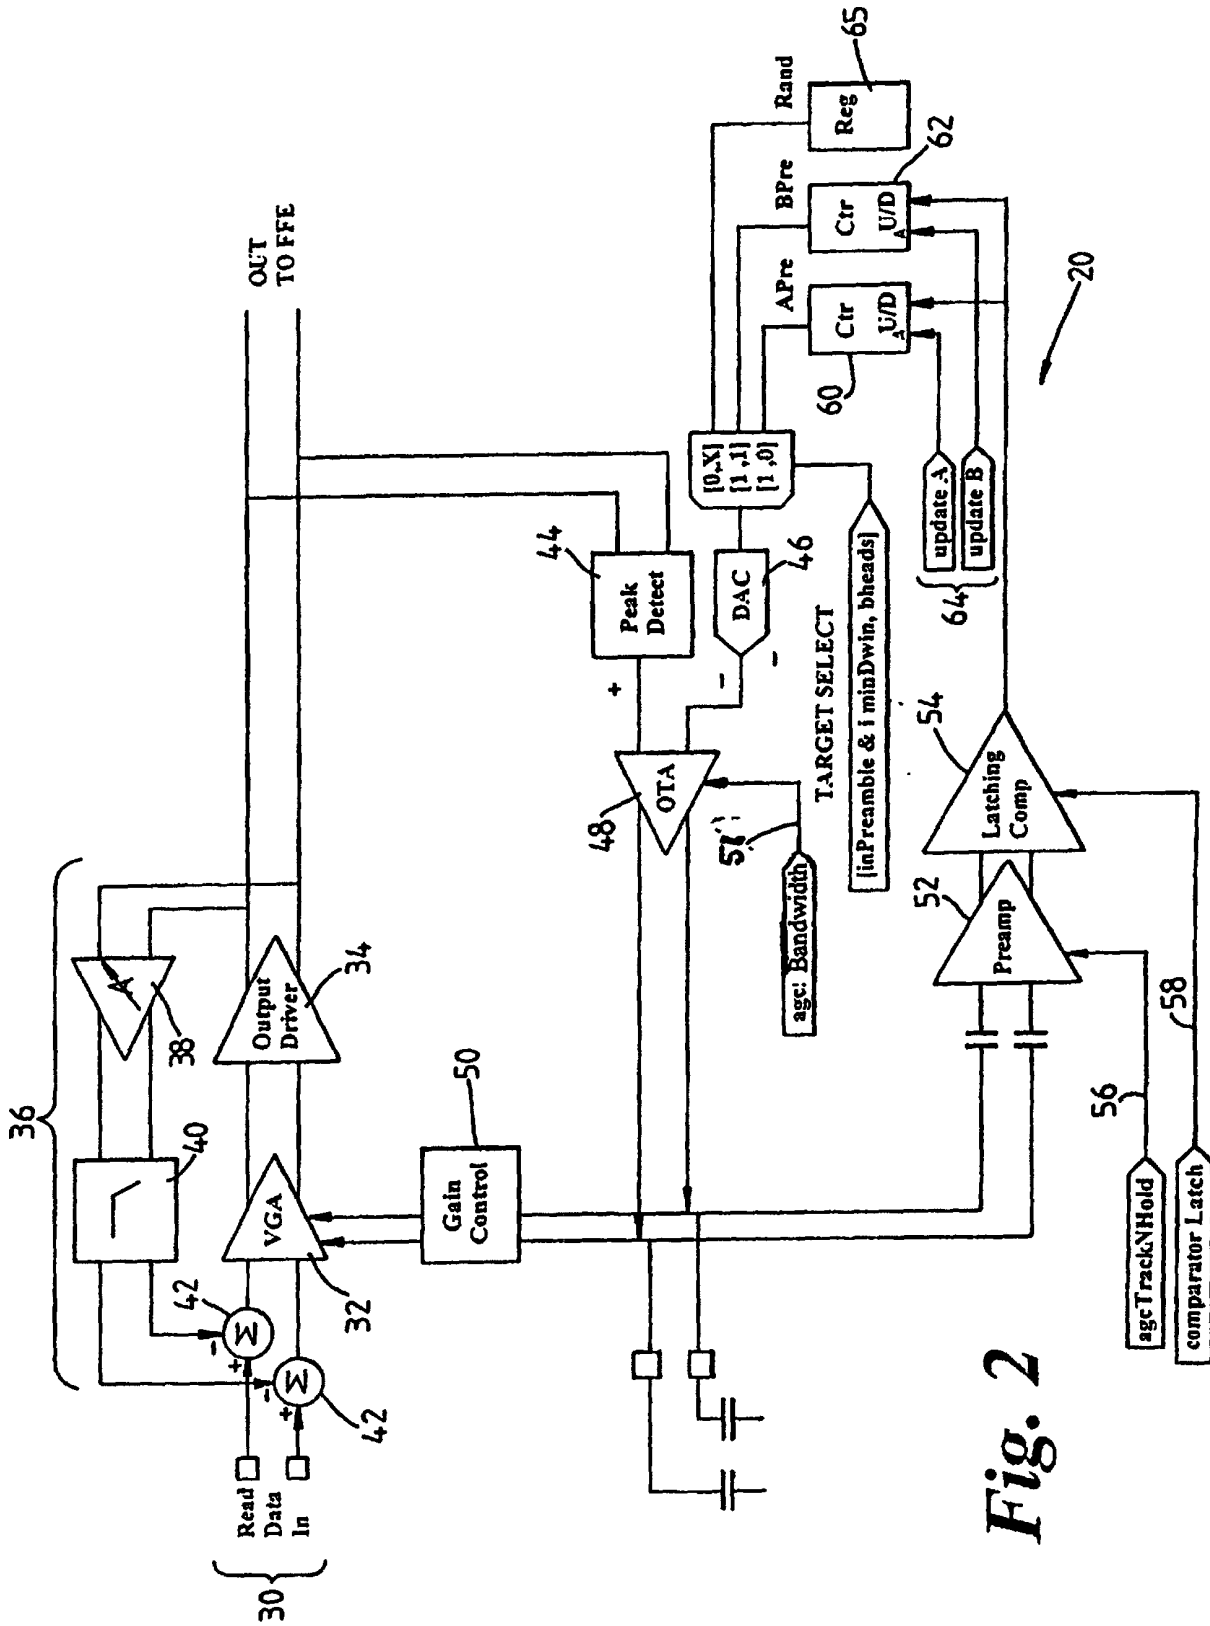 36
38
40
42
+
-
42
+
-
30
Read
Data
In
VGA
32
Output
Driver
34
OUT
TO FFE
Gain
Control
50
44
Peak
Detect
+
OTA
48
DAC
46
-
-
[0,X]
[1,1]
[1,0]
APre
BPre
Rand
Ctr
U/D
A
60
Ctr
U/D
A
62
Reg
65
TARGET SELECT
[inPreamble & i minDwin, bheads]
agc! Bandwidth
57
update A
update B
64
Preamp
52
Latching
Comp
54
agcTrackNHold
56
comparator Latch
58
20
Fig. 2
Σ
Σ
A